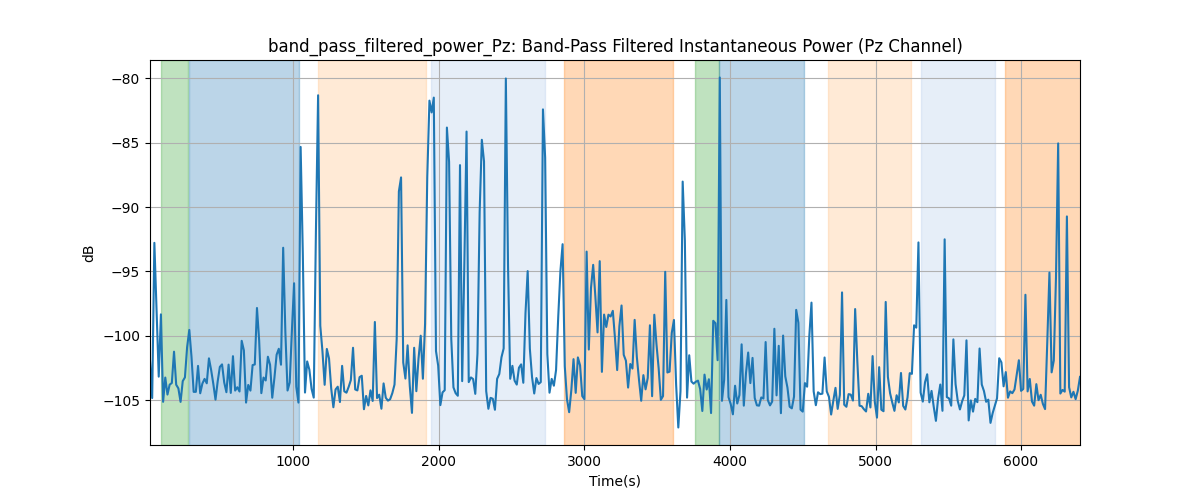 band_pass_filtered_power_Pz: Band-Pass Filtered Instantaneous Power (Pz Channel)
−80
−85
−90
−95
−100
−105
dB
1000 2000 3000 4000 5000 6000
Time(s)